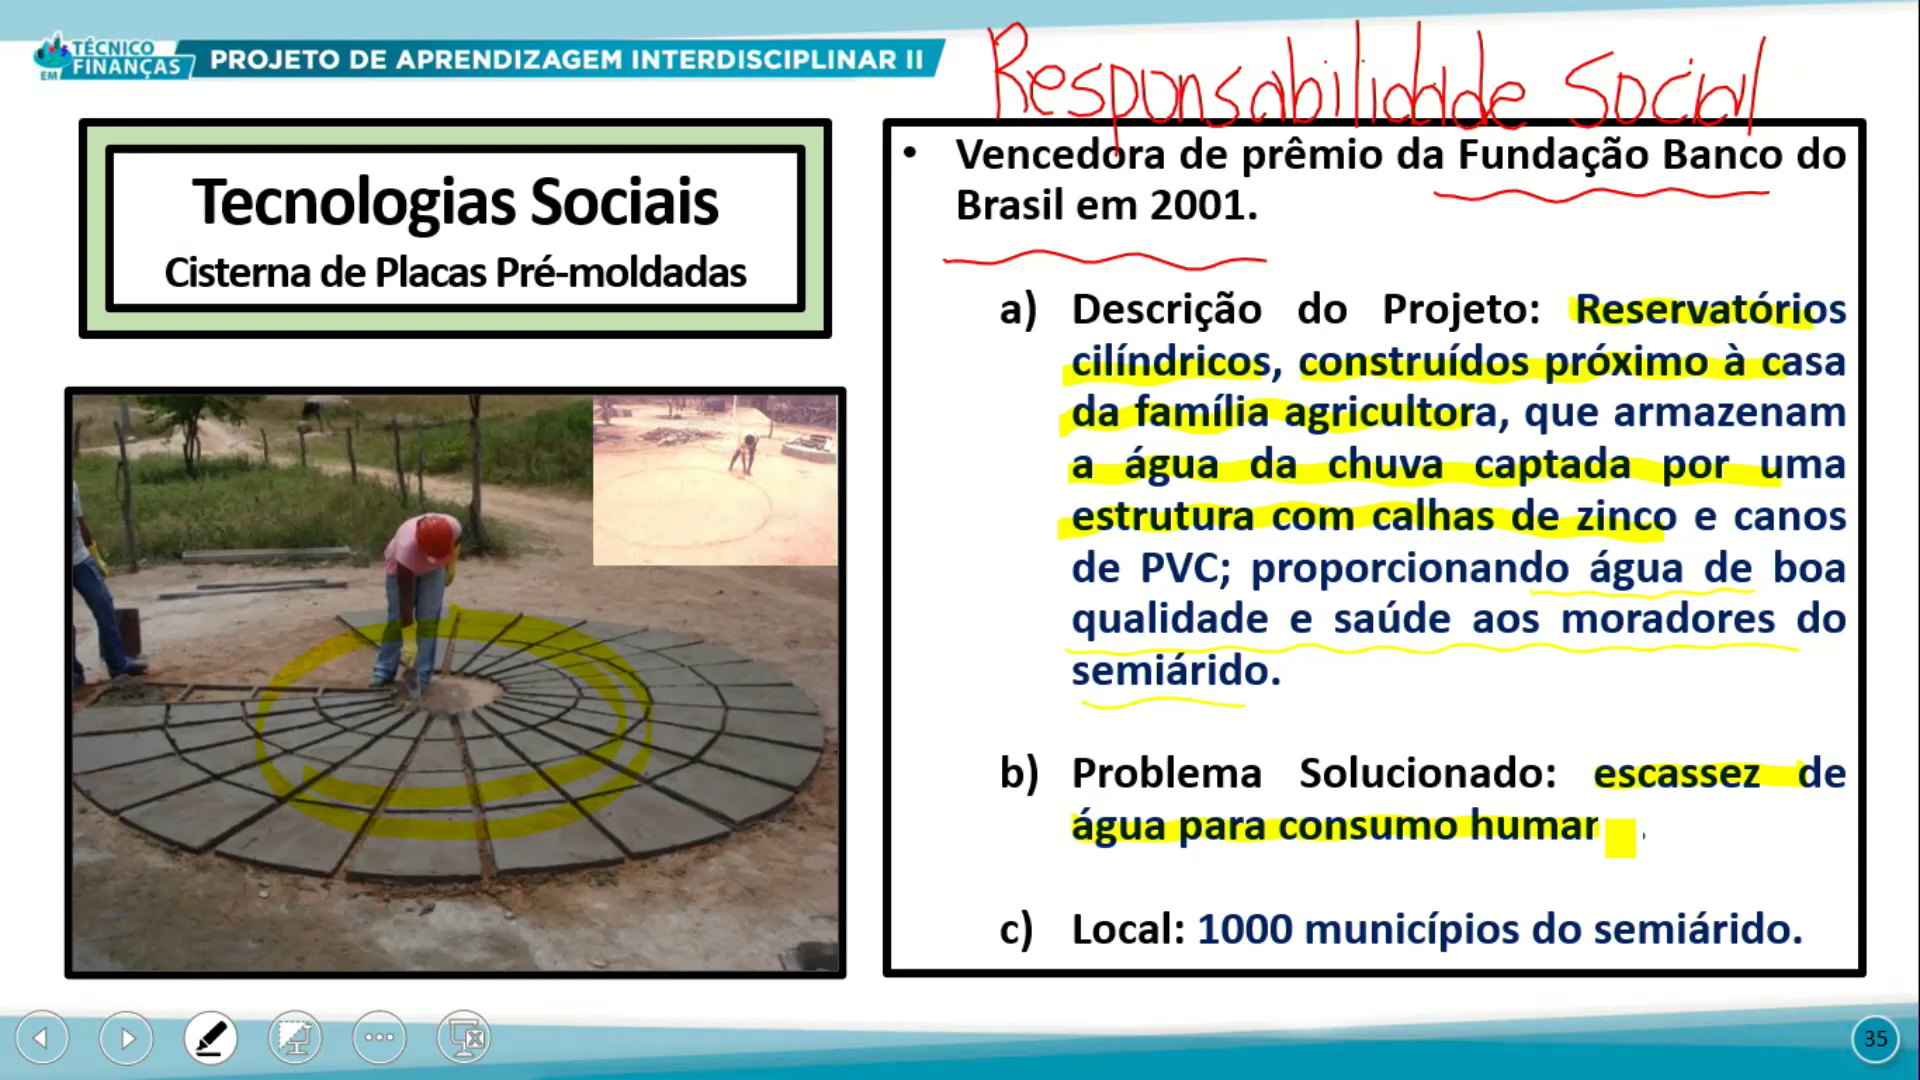 TÉCNICO
EM FINANÇAS
PROJETO DE APRENDIZAGEM INTERDISCIPLINAR II
Responsabilidade Social
Tecnologias Sociais
Cisterna de Placas Pré-moldadas
• Vencedora de prêmio da Fundação Banco do
Brasil em 2001.
a) Descrição do Projeto: Reservatórios
cilíndricos, construídos próximo à casa
da família agricultora, que armazenam
a água da chuva captada por uma
estrutura com calhas de zinco e canos
de PVC; proporcionando água de boa
qualidade e saúde aos moradores do
semiárido.
b) Problema Solucionado: escassez de
água para consumo
c) Local: 1000 municípios do semiárido.
35